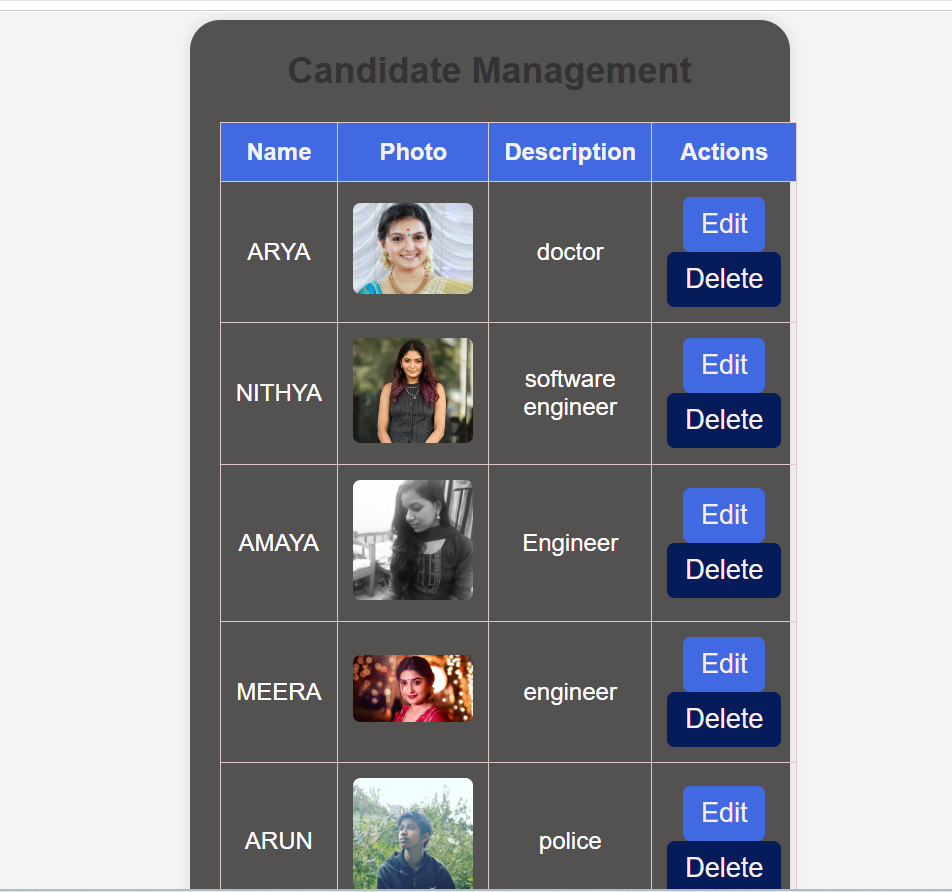 Candidate Management
Name Photo Description Actions
ARYA doctor Edit
Delete
NITHYA software engineer Edit
Delete
AMAYA Engineer Edit
Delete
MEERA engineer Edit
Delete
ARUN police Edit
Delete